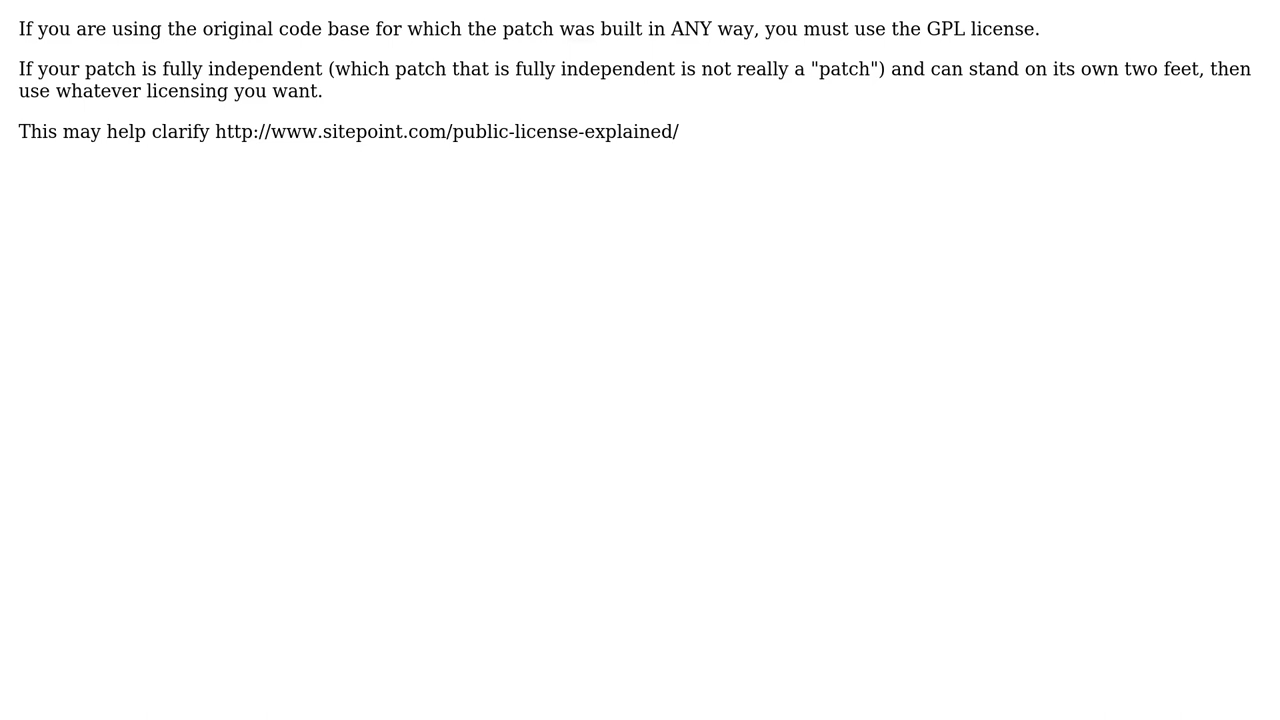 If you are using the original code base for which the patch was built in ANY way, you must use the GPL license.
If your patch is fully independent (which patch that is fully independent is not really a "patch") and can stand on its own two feet, then
use whatever licensing you want.
This may help clarify http://www.sitepoint.com/public-license-explained/